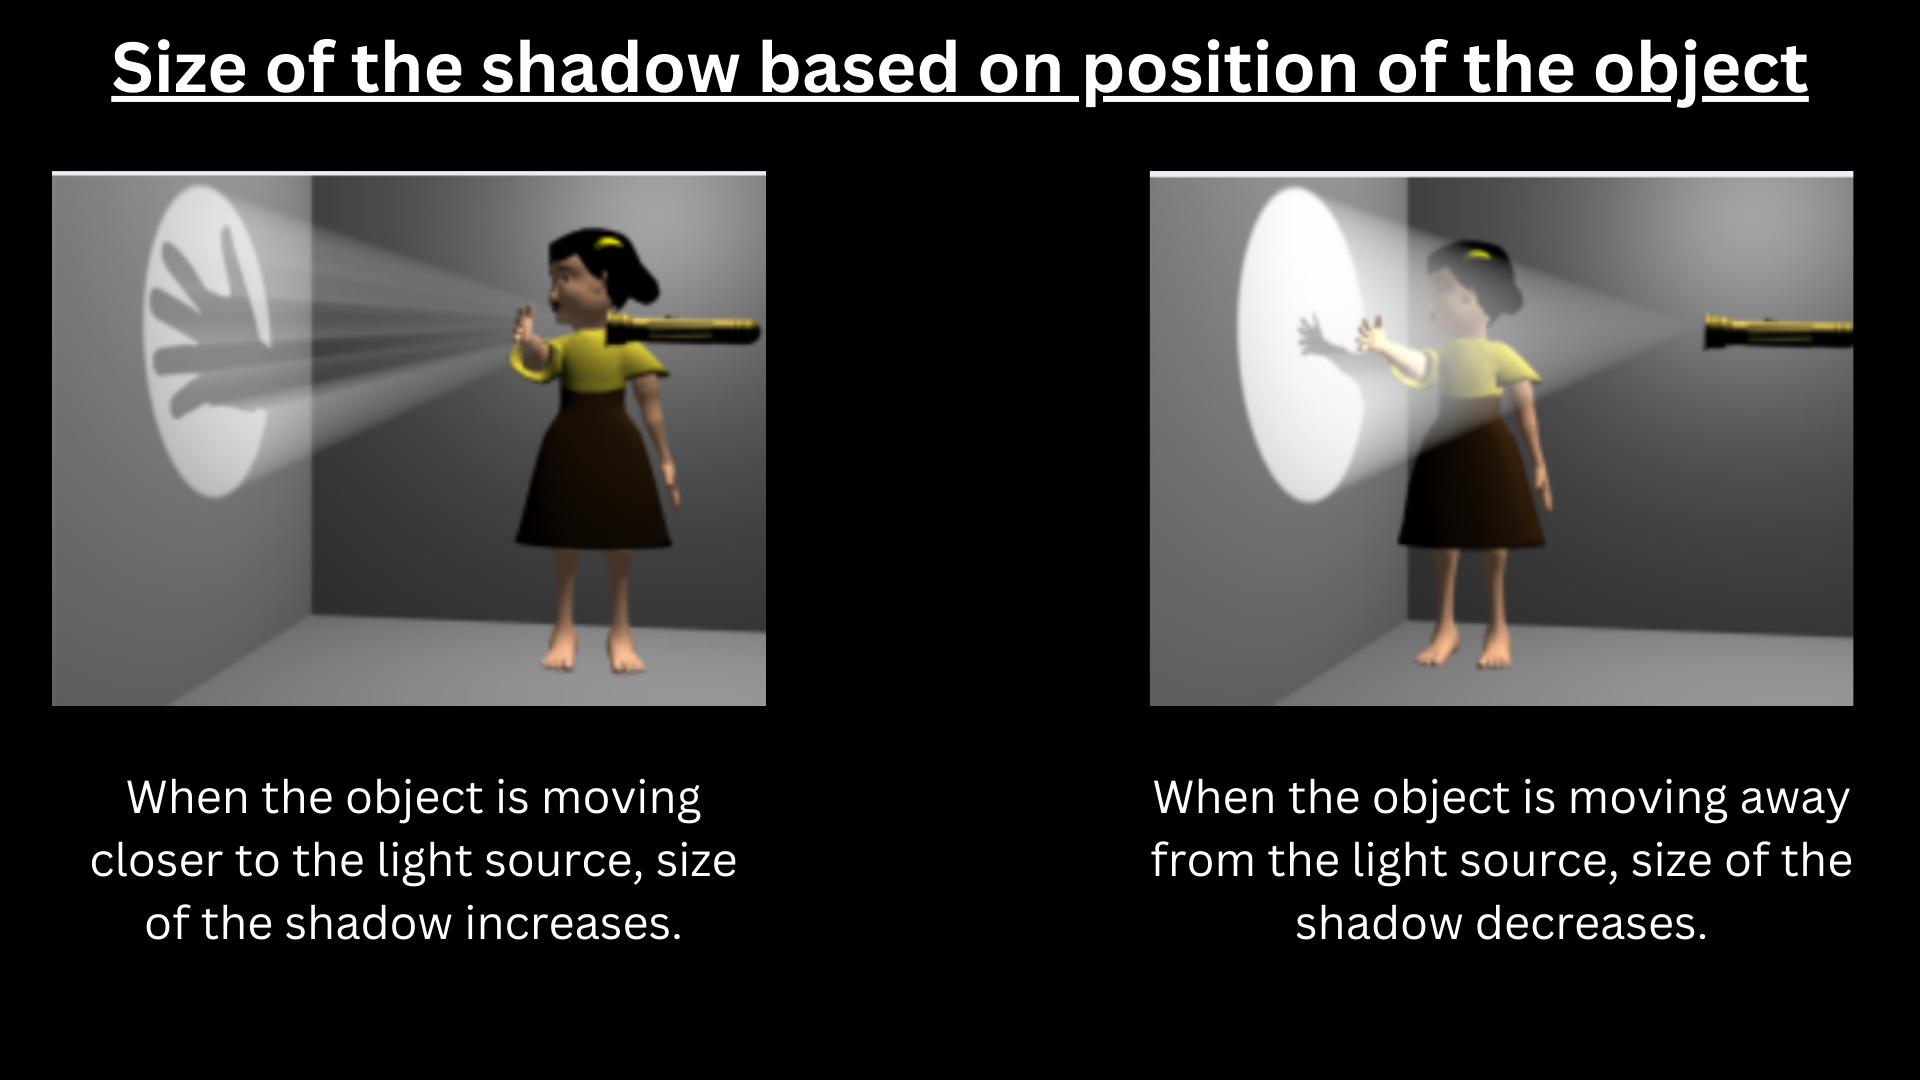 Size of the shadow based on position of the object
When the object is moving
closer to the light source, size
of the shadow increases.
When the object is moving away
from the light source, size of the
shadow decreases.